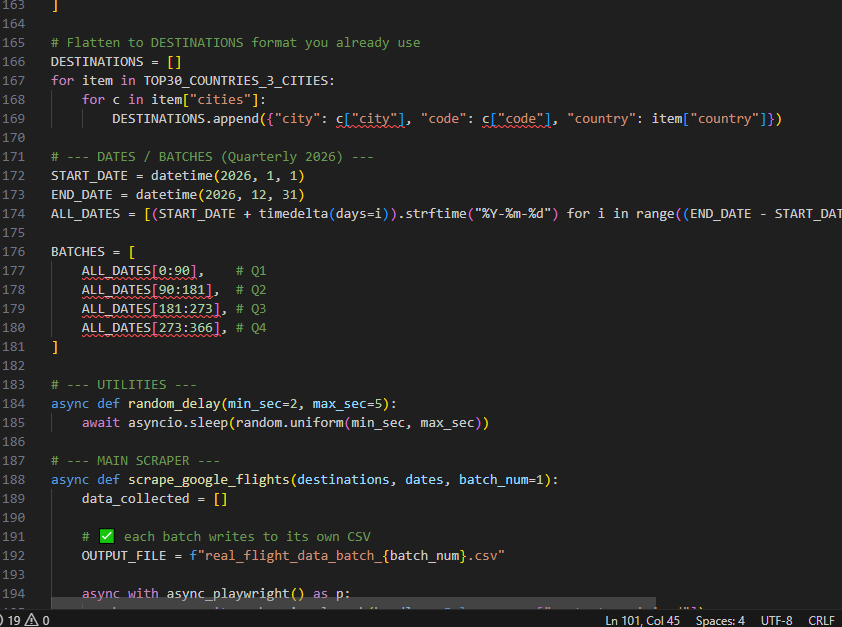 163 ]
164
165 # Flatten to DESTINATIONS format you already use
166 DESTINATIONS = []
167 for item in TOP30_COUNTRIES_3_CITIES:
168     for c in item["cities"]:
169         DESTINATIONS.append({"city": c["city"], "code": c["code"], "country": item["country"]})
170
171 # --- DATES / BATCHES (Quarterly 2026) ---
172 START_DATE = datetime(2026, 1, 1)
173 END_DATE = datetime(2026, 12, 31)
174 ALL_DATES = [(START_DATE + timedelta(days=i)).strftime("%Y-%m-%d") for i in range((END_DATE - START_DAT
175
176 BATCHES = [
177     ALL_DATES[0:90],    # Q1
178     ALL_DATES[90:181],  # Q2
179     ALL_DATES[181:273], # Q3
180     ALL_DATES[273:366], # Q4
181 ]
182
183 # --- UTILITIES ---
184 async def random_delay(min_sec=2, max_sec=5):
185     await asyncio.sleep(random.uniform(min_sec, max_sec))
186
187 # --- MAIN SCRAPER ---
188 async def scrape_google_flights(destinations, dates, batch_num=1):
189     data_collected = []
190
191     # ✅ each batch writes to its own CSV
192     OUTPUT_FILE = f"real_flight_data_batch_{batch_num}.csv"
193
194     async with async_playwright() as p:
19 0 Ln 101, Col 45 Spaces: 4 UTF-8 CRLF